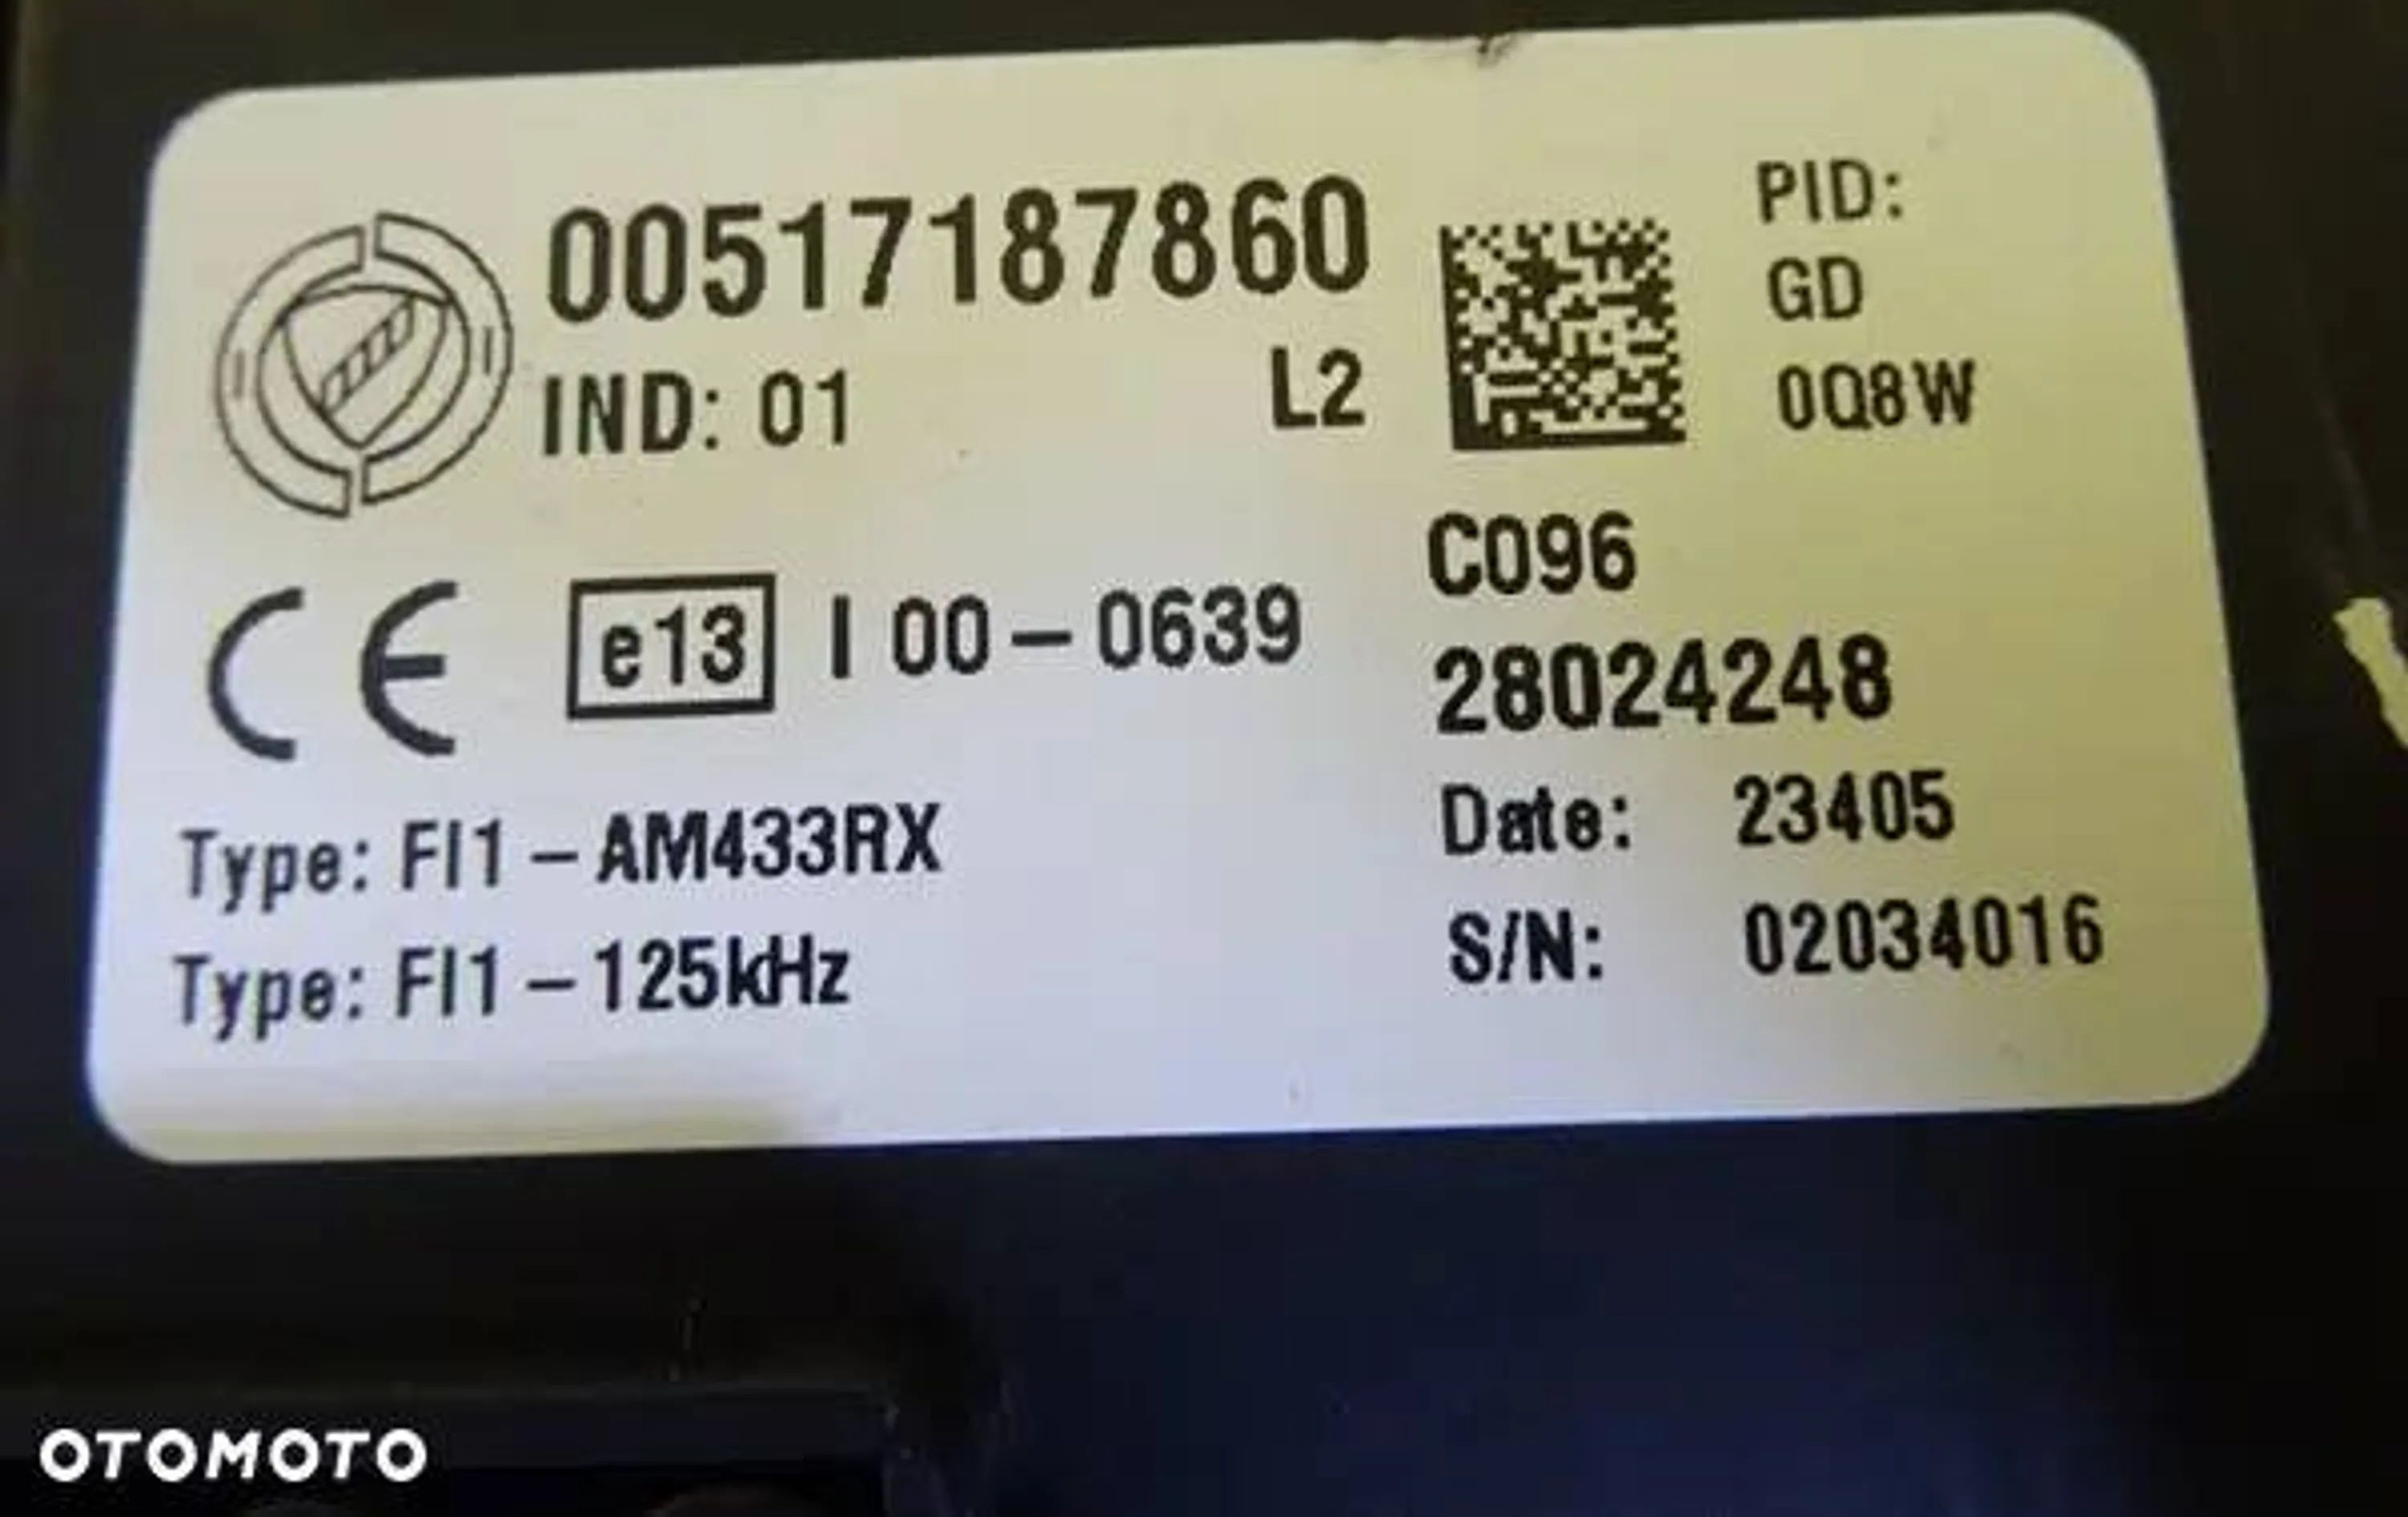 00517187860
IND: 01 L2
PID:
GD
0Q8W
CE e13 I 00-0639
C096
28024248
Type: FI1-AM433RX
Type: FI1-125kHz
Date: 23405
S/N: 02034016
OTOMOTO